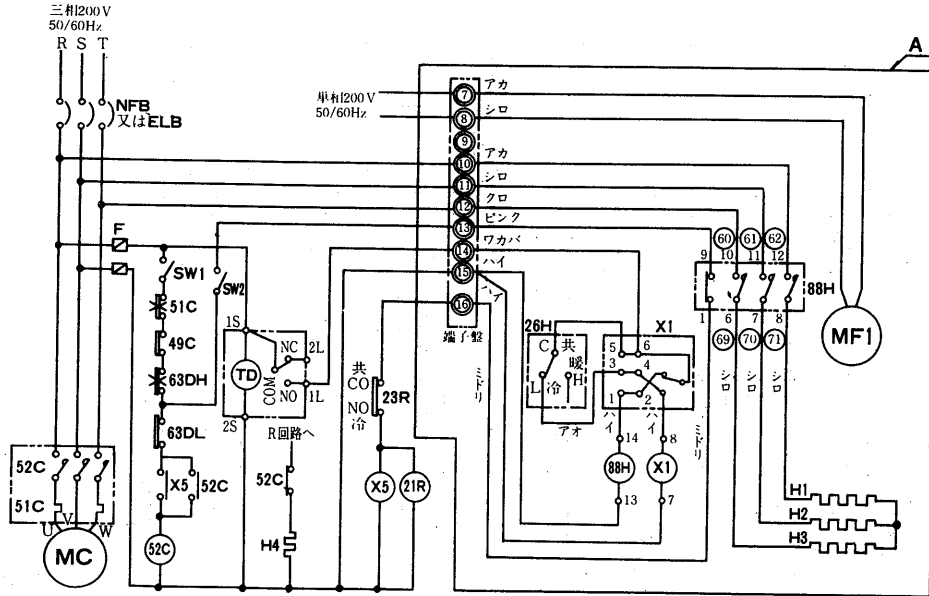 三相200V
50/60Hz
R S T
A
NFB
又はELB
単相200V
50/60Hz
⑦ アカ
⑧ シロ
⑨
⑩ アカ
⑪ シロ
⑫ クロ
⑬ ピンク
⑭ ワカバ
⑮ ハイ
ハイ
⑯
端子盤
F
SW1
SW2
51C
49C
63DH
63DL
X5 52C
52C
52C
51C
U V W
MC
1S
TD
2S
NC 2L
COM
NO 1L
R回路へ
52C
H4
共
CO
NO
冷
23R
X5 21R
ミドリ
26H
C 共
暖
H
L 冷
アオ
X1
5 6
3 4
1 2
ハイ ハイ
ミドリ
14 8
88H X1
13 7
9 60 10 61 11 62 12
88H
1 6 7 8
69 70 71
シロ シロ シロ
MF1
H1
H2
H3